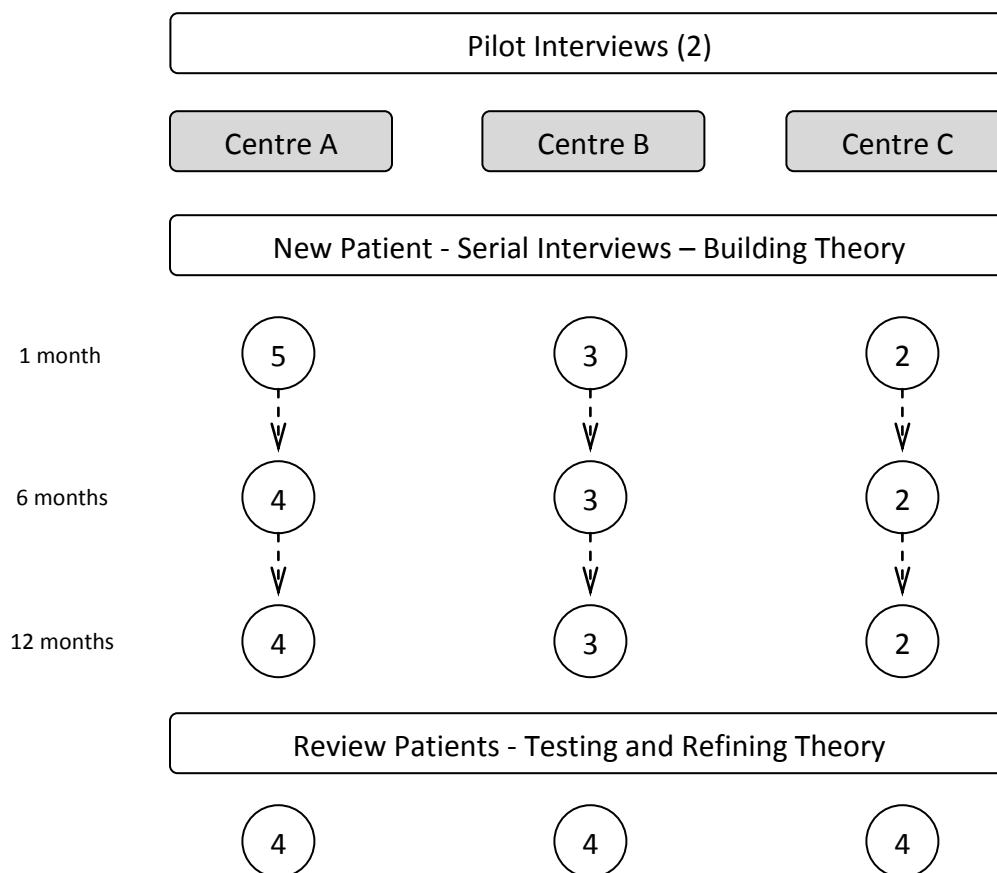 Pilot Interviews (2)
Centre A Centre B Centre C
New Patient - Serial Interviews – Building Theory
1 month 5 3 2
6 months 4 3 2
12 months 4 3 2
Review Patients - Testing and Refining Theory
4 4 4